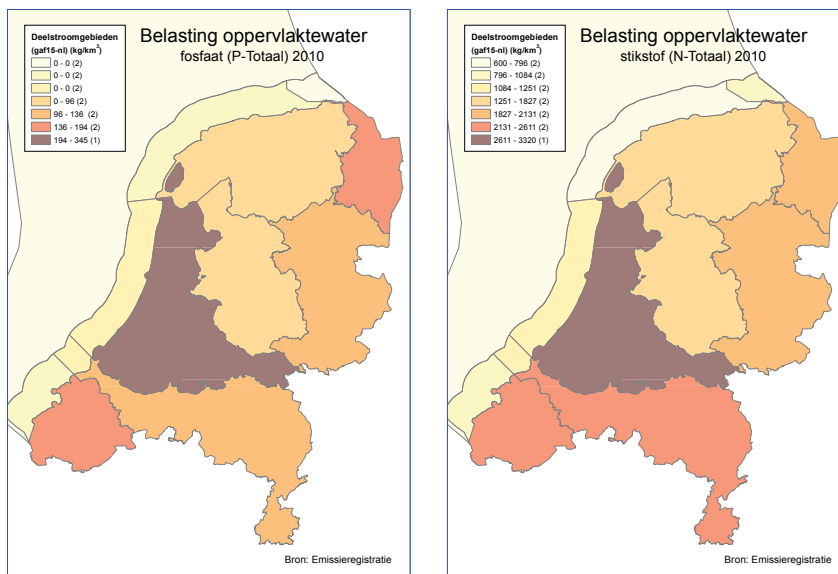 Belasting oppervlaktewater
fosfaat (P-Totaal) 2010
Deelstroomgebieden
(gaf15-nl) (kg/km³)
0 - 0 (2)
0 - 0 (2)
0 - 0 (2)
0 - 96 (2)
96 - 136 (2)
136 - 194 (2)
194 - 345 (1)
Bron: Emissieregistratie
Belasting oppervlaktewater
stikstof (N-Totaal) 2010
Deelstroomgebieden
(gaf15-nl) (kg/km³)
600 - 796 (2)
796 - 1084 (2)
1084 - 1251 (2)
1251 - 1827 (2)
1827 - 2131 (2)
2131 - 2611 (2)
2611 - 3320 (1)
Bron: Emissieregistratie